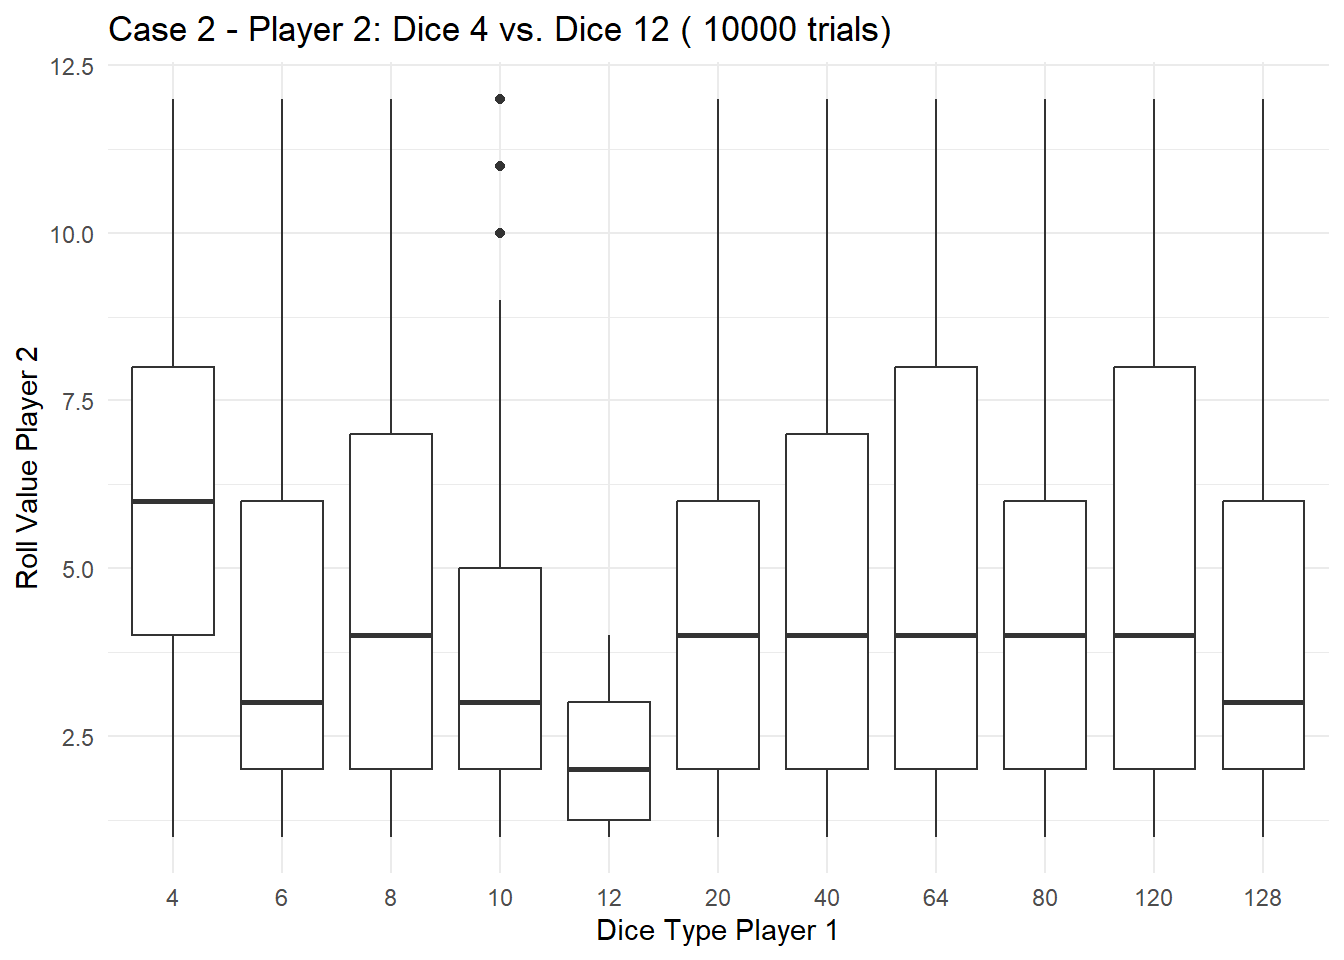 Case 2 - Player 2: Dice 4 vs. Dice 12 ( 10000 trials)
12.5
10.0
7.5
5.0
2.5
Roll Value Player 2
4 6 8 10 12 20 40 64 80 120 128
Dice Type Player 1